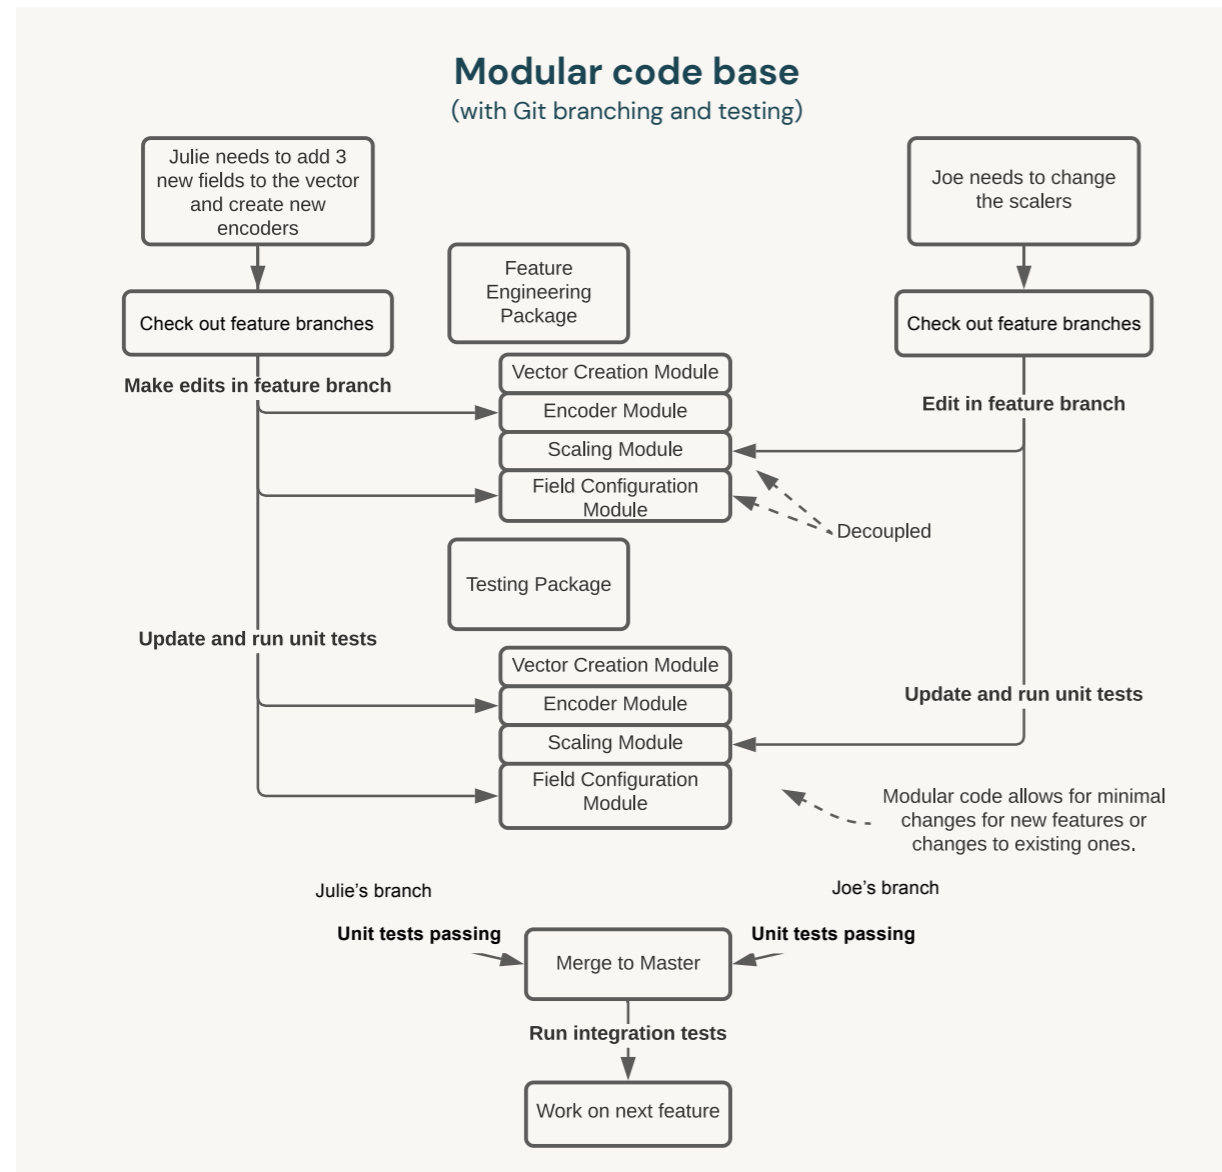 Modular code base
(with Git branching and testing)
Julie needs to add 3
new fields to the vector
and create new
encoders
Joe needs to change
the scalers
Feature
Engineering
Package
Check out feature branches
Check out feature branches
Vector Creation Module
Make edits in feature branch
Encoder Module
Edit in feature branch
Scaling Module
Field Configuration
Module
Decoupled
Testing Package
Update and run unit tests
Vector Creation Module
Update and run unit tests
Encoder Module
Scaling Module
Field Configuration
Module
Modular code allows for minimal
changes for new features or
changes to existing ones.
Julie’s branch
Joe’s branch
Unit tests passing
Unit tests passing
Merge to Master
Run integration tests
Work on next feature